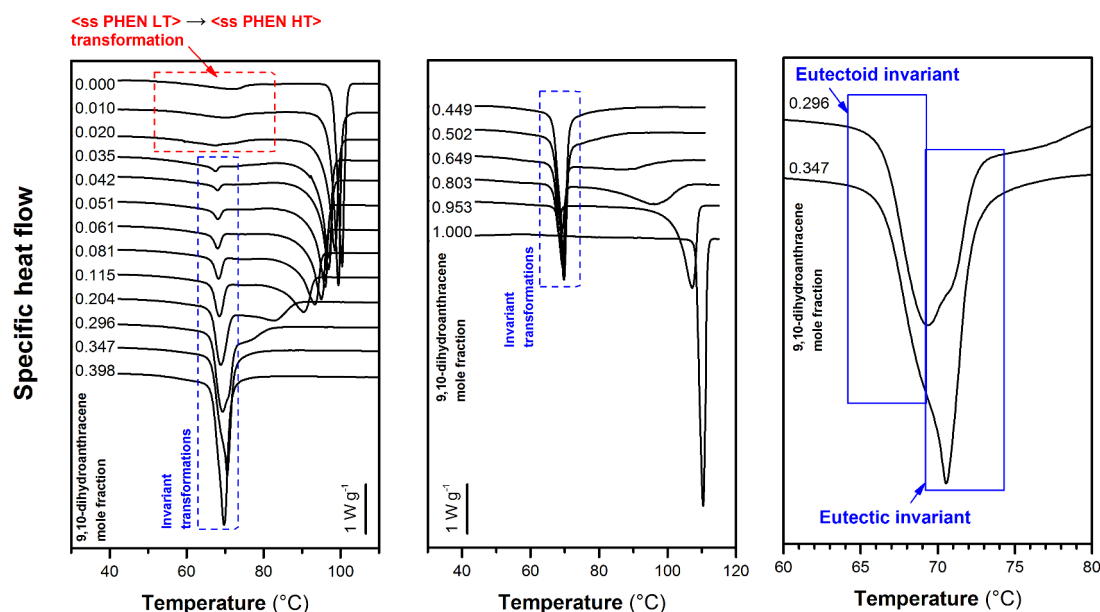 <ss PHEN LT> → <ss PHEN HT>
transformation
Specific heat flow
0.000
0.010
0.020
0.035
0.042
0.051
0.061
0.081
0.115
0.204
0.296
0.347
0.398
9,10-dihydroanthracene
mole fraction
Invariant
transformations
1 W g-1
40 60 80 100
Temperature (°C)
0.449
0.502
0.649
0.803
0.953
1.000
9,10-dihydroanthracene
mole fraction
Invariant
transformations
1 W g-1
40 60 80 100 120
Temperature (°C)
Eutectoid invariant
0.296
0.347
9,10-dihydroanthracene
mole fraction
Eutectic invariant
60 65 70 75 80
Temperature (°C)